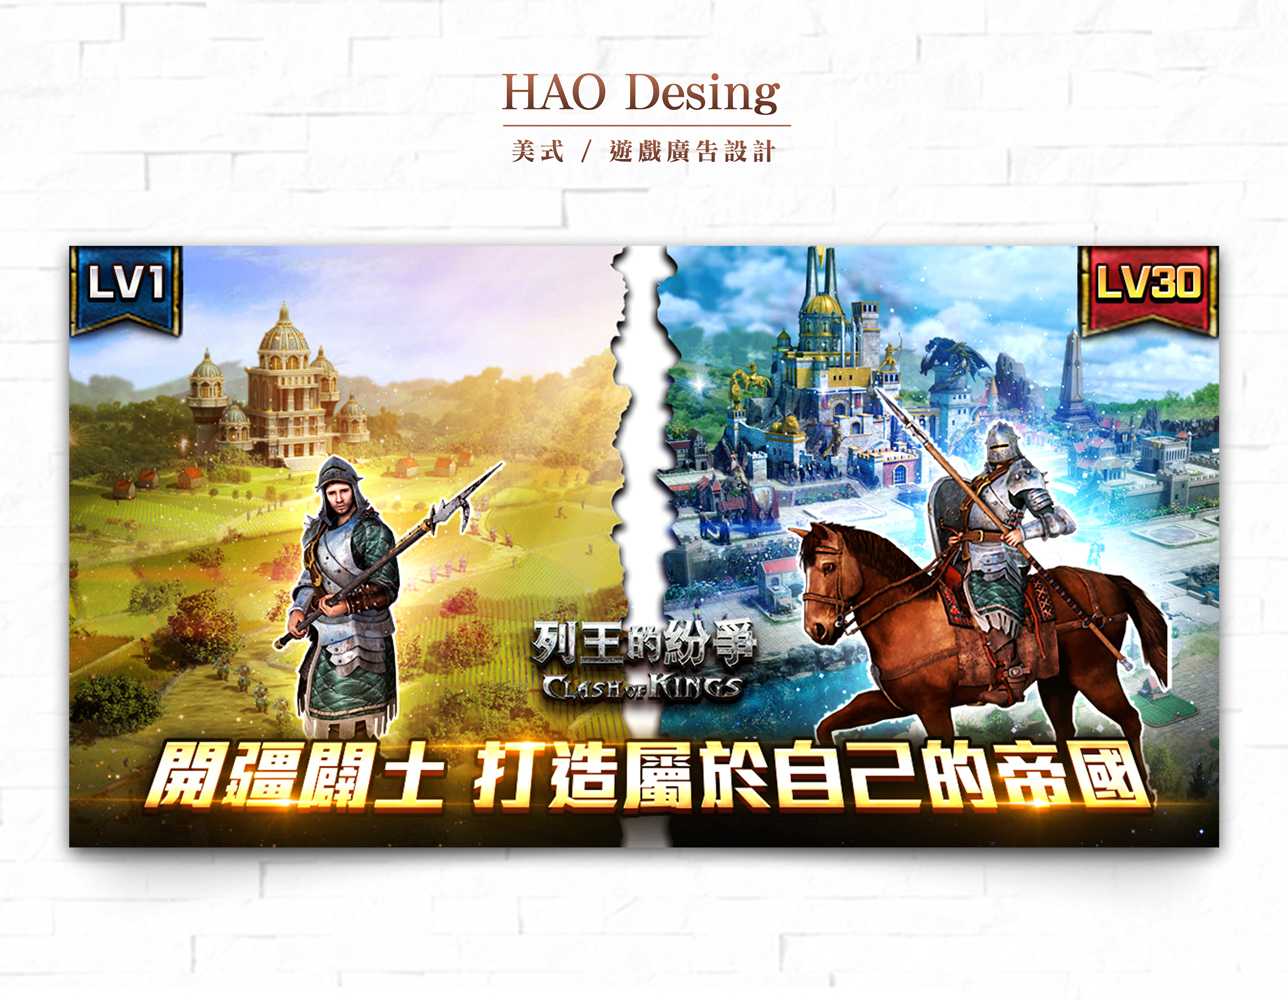 HAO Desing
美式 / 遊戲廣告設計
LV1
LV30
列王的紛爭
CLASH OF KINGS
開疆闢土 打造屬於自己的帝國